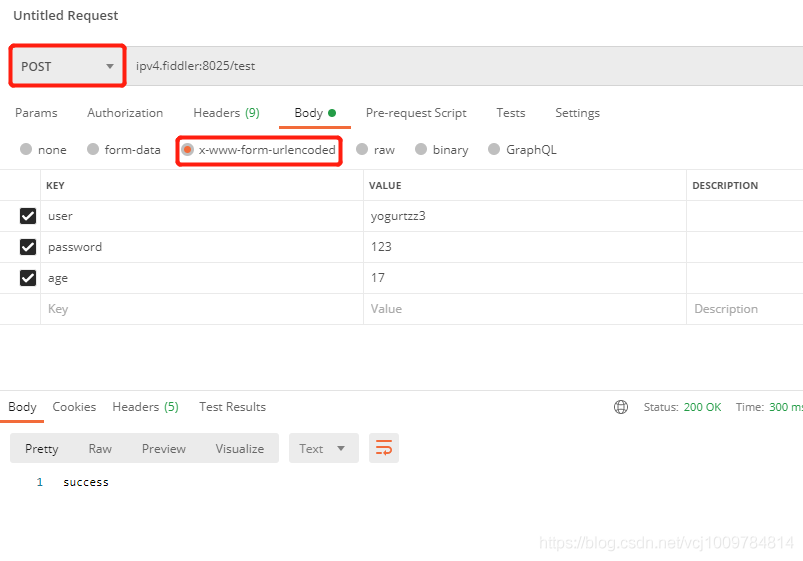 Untitled Request
POST ipv4.fiddler:8025/test
Params Authorization Headers (9) Body Pre-request Script Tests Settings
none form-data x-www-form-urlencoded raw binary GraphQL
KEY VALUE DESCRIPTION
user yogurtzz3
password 123
age 17
Key Value Description
Body Cookies Headers (5) Test Results Status: 200 OK Time: 300 ms
Pretty Raw Preview Visualize Text
1 success
https://blog.csdn.net/vcj1009784814